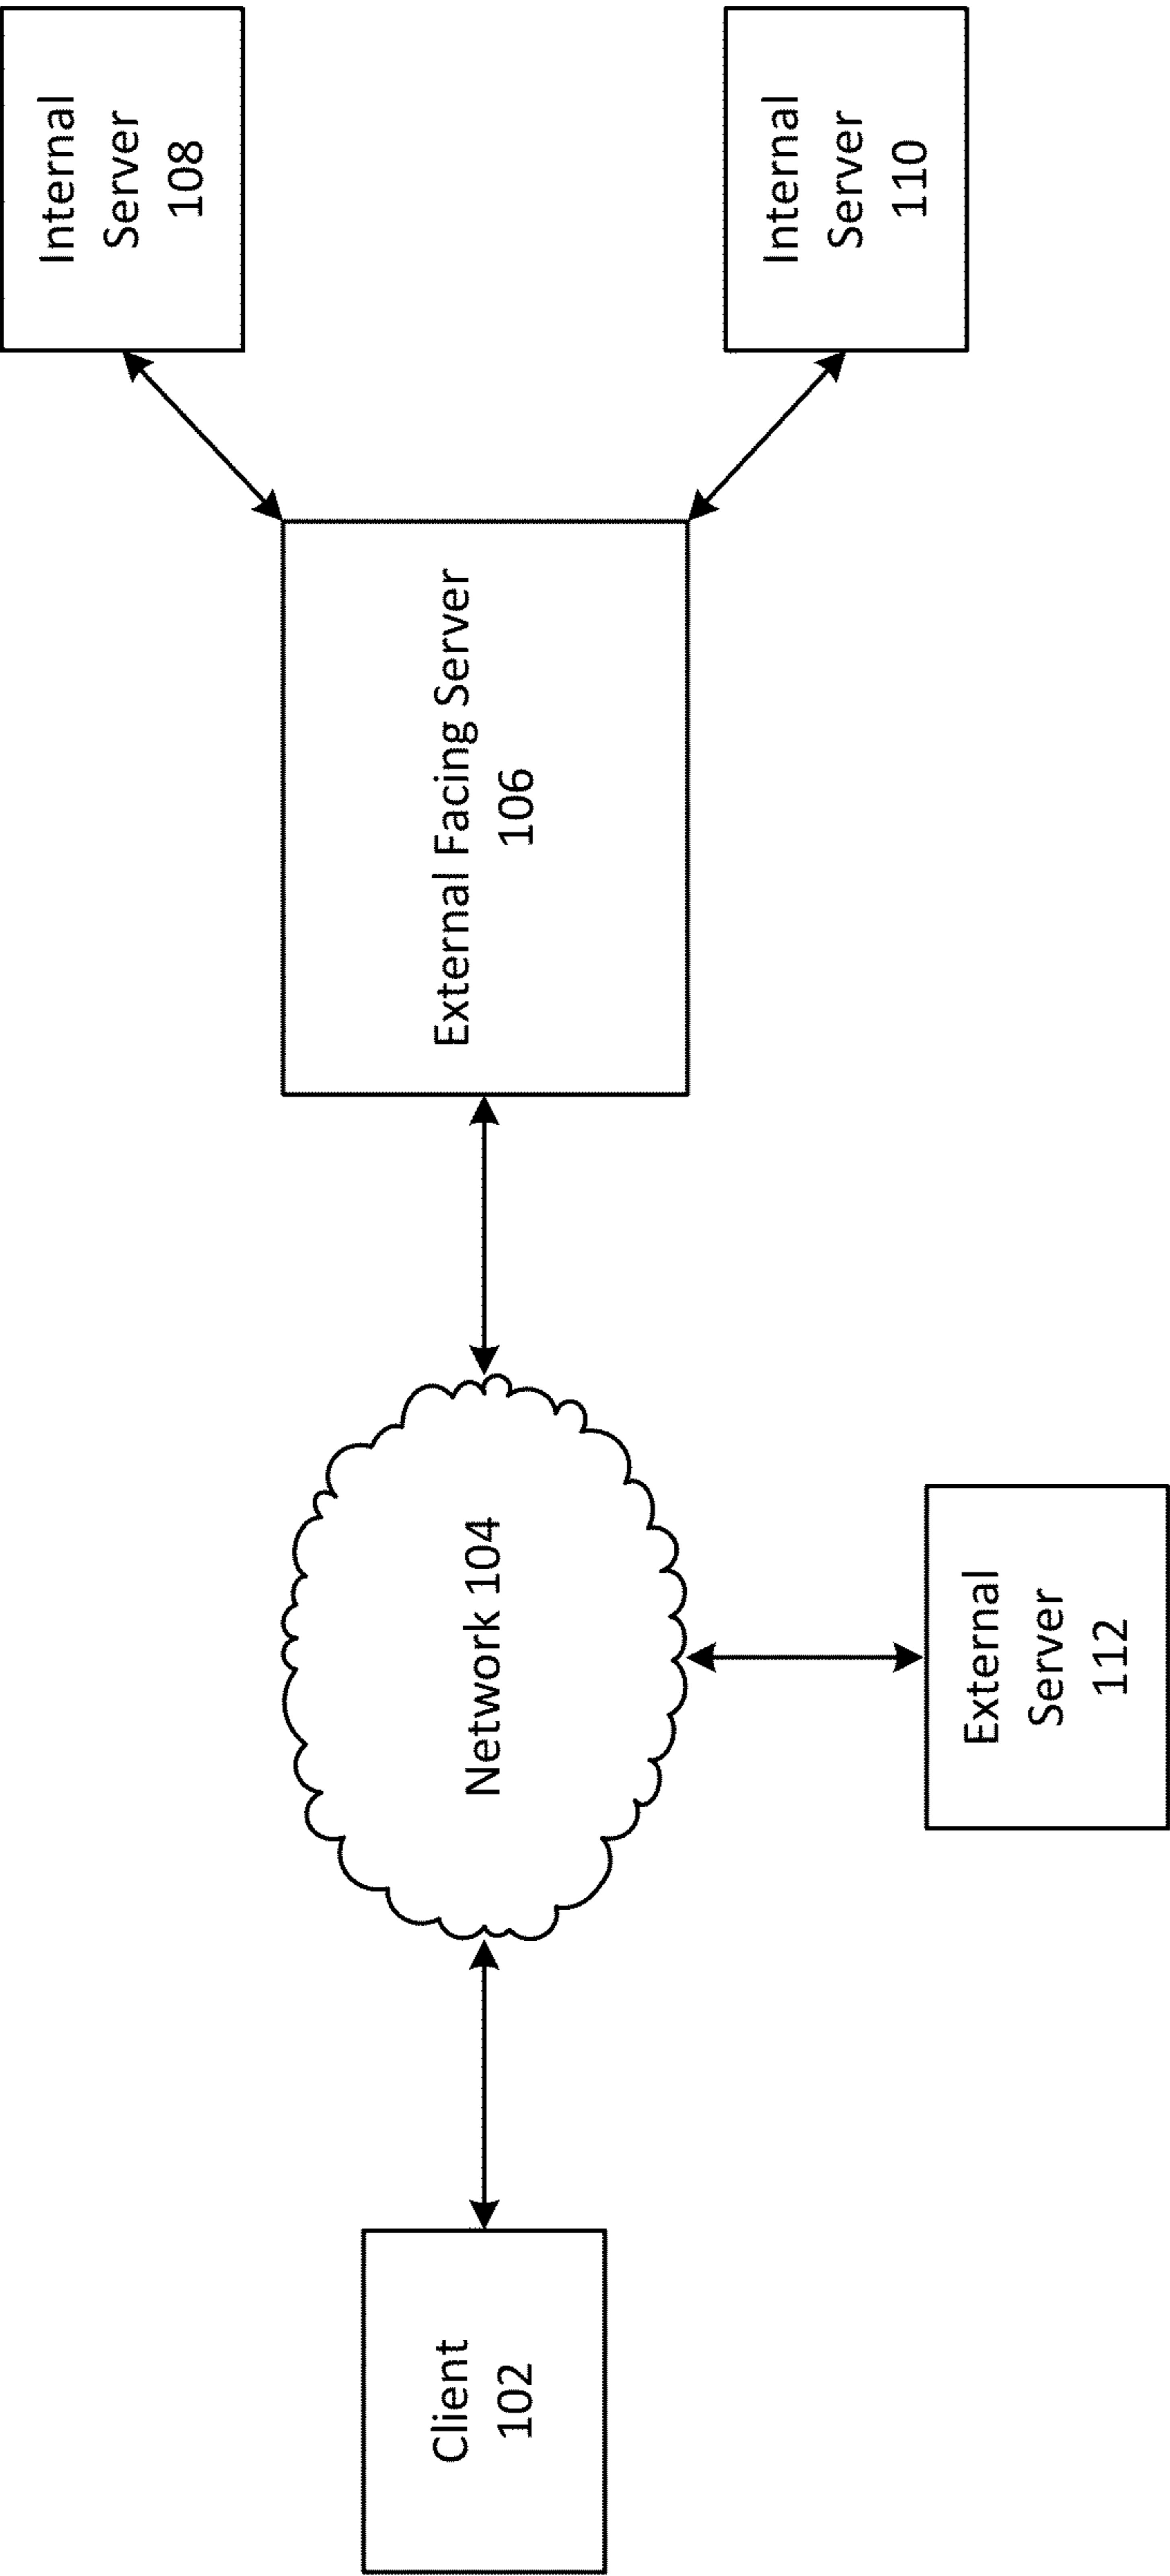 Client
102
Network 104
External
Server
112
External Facing Server
106
Internal
Server
108
Internal
Server
110